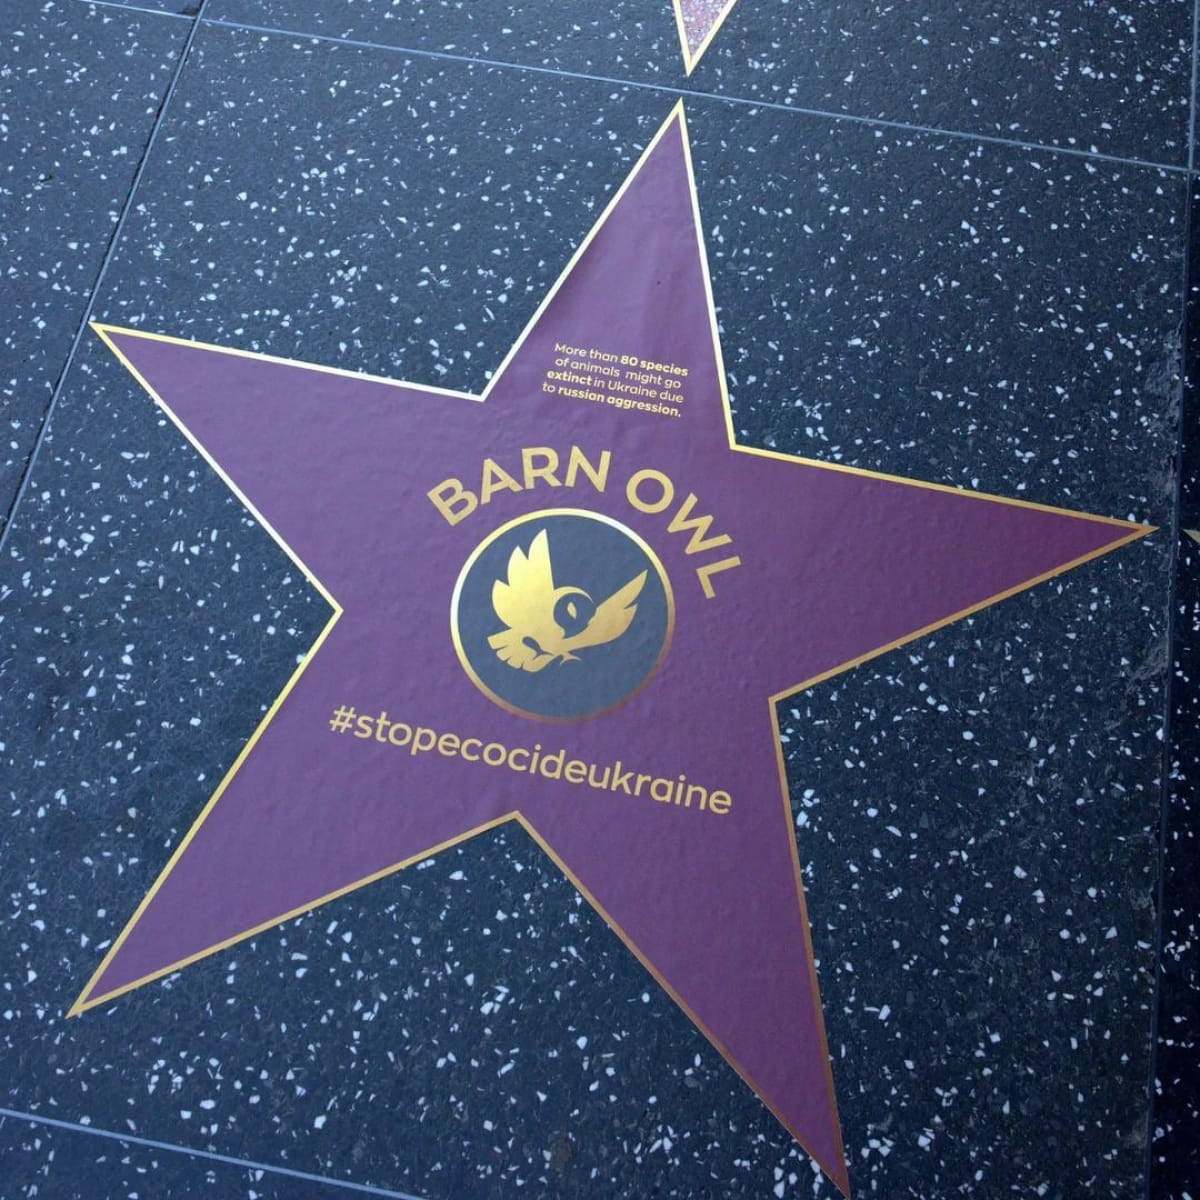 More than 80 species
of animals might go
extinct in Ukraine due
to russian aggression.
BARN OWL
#stopecocideukraine